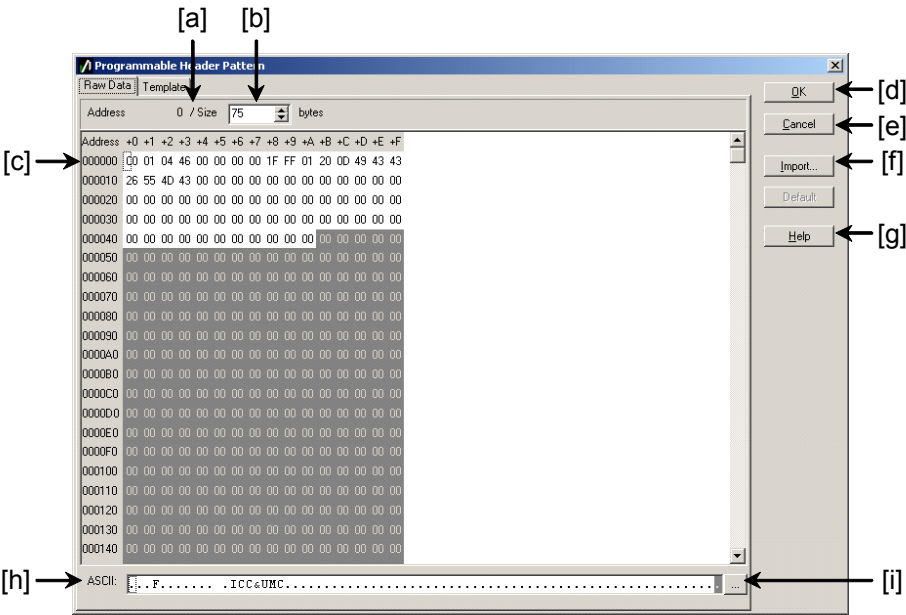 [a] [b]
Programmable Header Pattern
Raw Data Template
Address 0 / Size 75 bytes
OK [d]
Cancel [e]
Address +0 +1 +2 +3 +4 +5 +6 +7 +8 +9 +A +B +C +D +E +F
[c] 000000 C0 01 04 46 00 00 00 00 1F FF 01 20 0D 49 43 43
Import... [f]
000010 26 55 4D 43 00 00 00 00 00 00 00 00 00 00 00 00
000020 00 00 00 00 00 00 00 00 00 00 00 00 00 00 00 00
Default
000030 00 00 00 00 00 00 00 00 00 00 00 00 00 00 00 00
000040 00 00 00 00 00 00 00 00 00 00 00 00 00 00 00 00
Help [g]
000050 00 00 00 00 00 00 00 00 00 00 00 00 00 00 00 00
000060 00 00 00 00 00 00 00 00 00 00 00 00 00 00 00 00
000070 00 00 00 00 00 00 00 00 00 00 00 00 00 00 00 00
000080 00 00 00 00 00 00 00 00 00 00 00 00 00 00 00 00
000090 00 00 00 00 00 00 00 00 00 00 00 00 00 00 00 00
0000A0 00 00 00 00 00 00 00 00 00 00 00 00 00 00 00 00
0000B0 00 00 00 00 00 00 00 00 00 00 00 00 00 00 00 00
0000C0 00 00 00 00 00 00 00 00 00 00 00 00 00 00 00 00
0000D0 00 00 00 00 00 00 00 00 00 00 00 00 00 00 00 00
0000E0 00 00 00 00 00 00 00 00 00 00 00 00 00 00 00 00
0000F0 00 00 00 00 00 00 00 00 00 00 00 00 00 00 00 00
000100 00 00 00 00 00 00 00 00 00 00 00 00 00 00 00 00
000110 00 00 00 00 00 00 00 00 00 00 00 00 00 00 00 00
000120 00 00 00 00 00 00 00 00 00 00 00 00 00 00 00 00
000130 00 00 00 00 00 00 00 00 00 00 00 00 00 00 00 00
000140 00 00 00 00 00 00 00 00 00 00 00 00 00 00 00 00
[h] ASCII: ...F....... .ICC&UMC........................................................ ... [i]